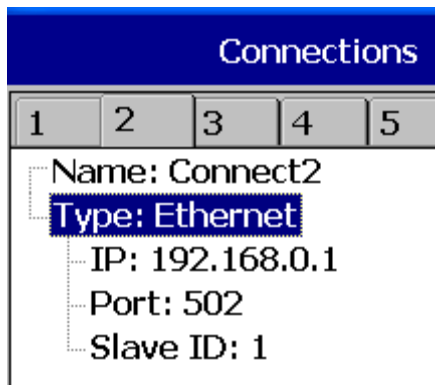 Connections
1 2 3 4 5
Name: Connect2
Type: Ethernet
IP: 192.168.0.1
Port: 502
Slave ID: 1